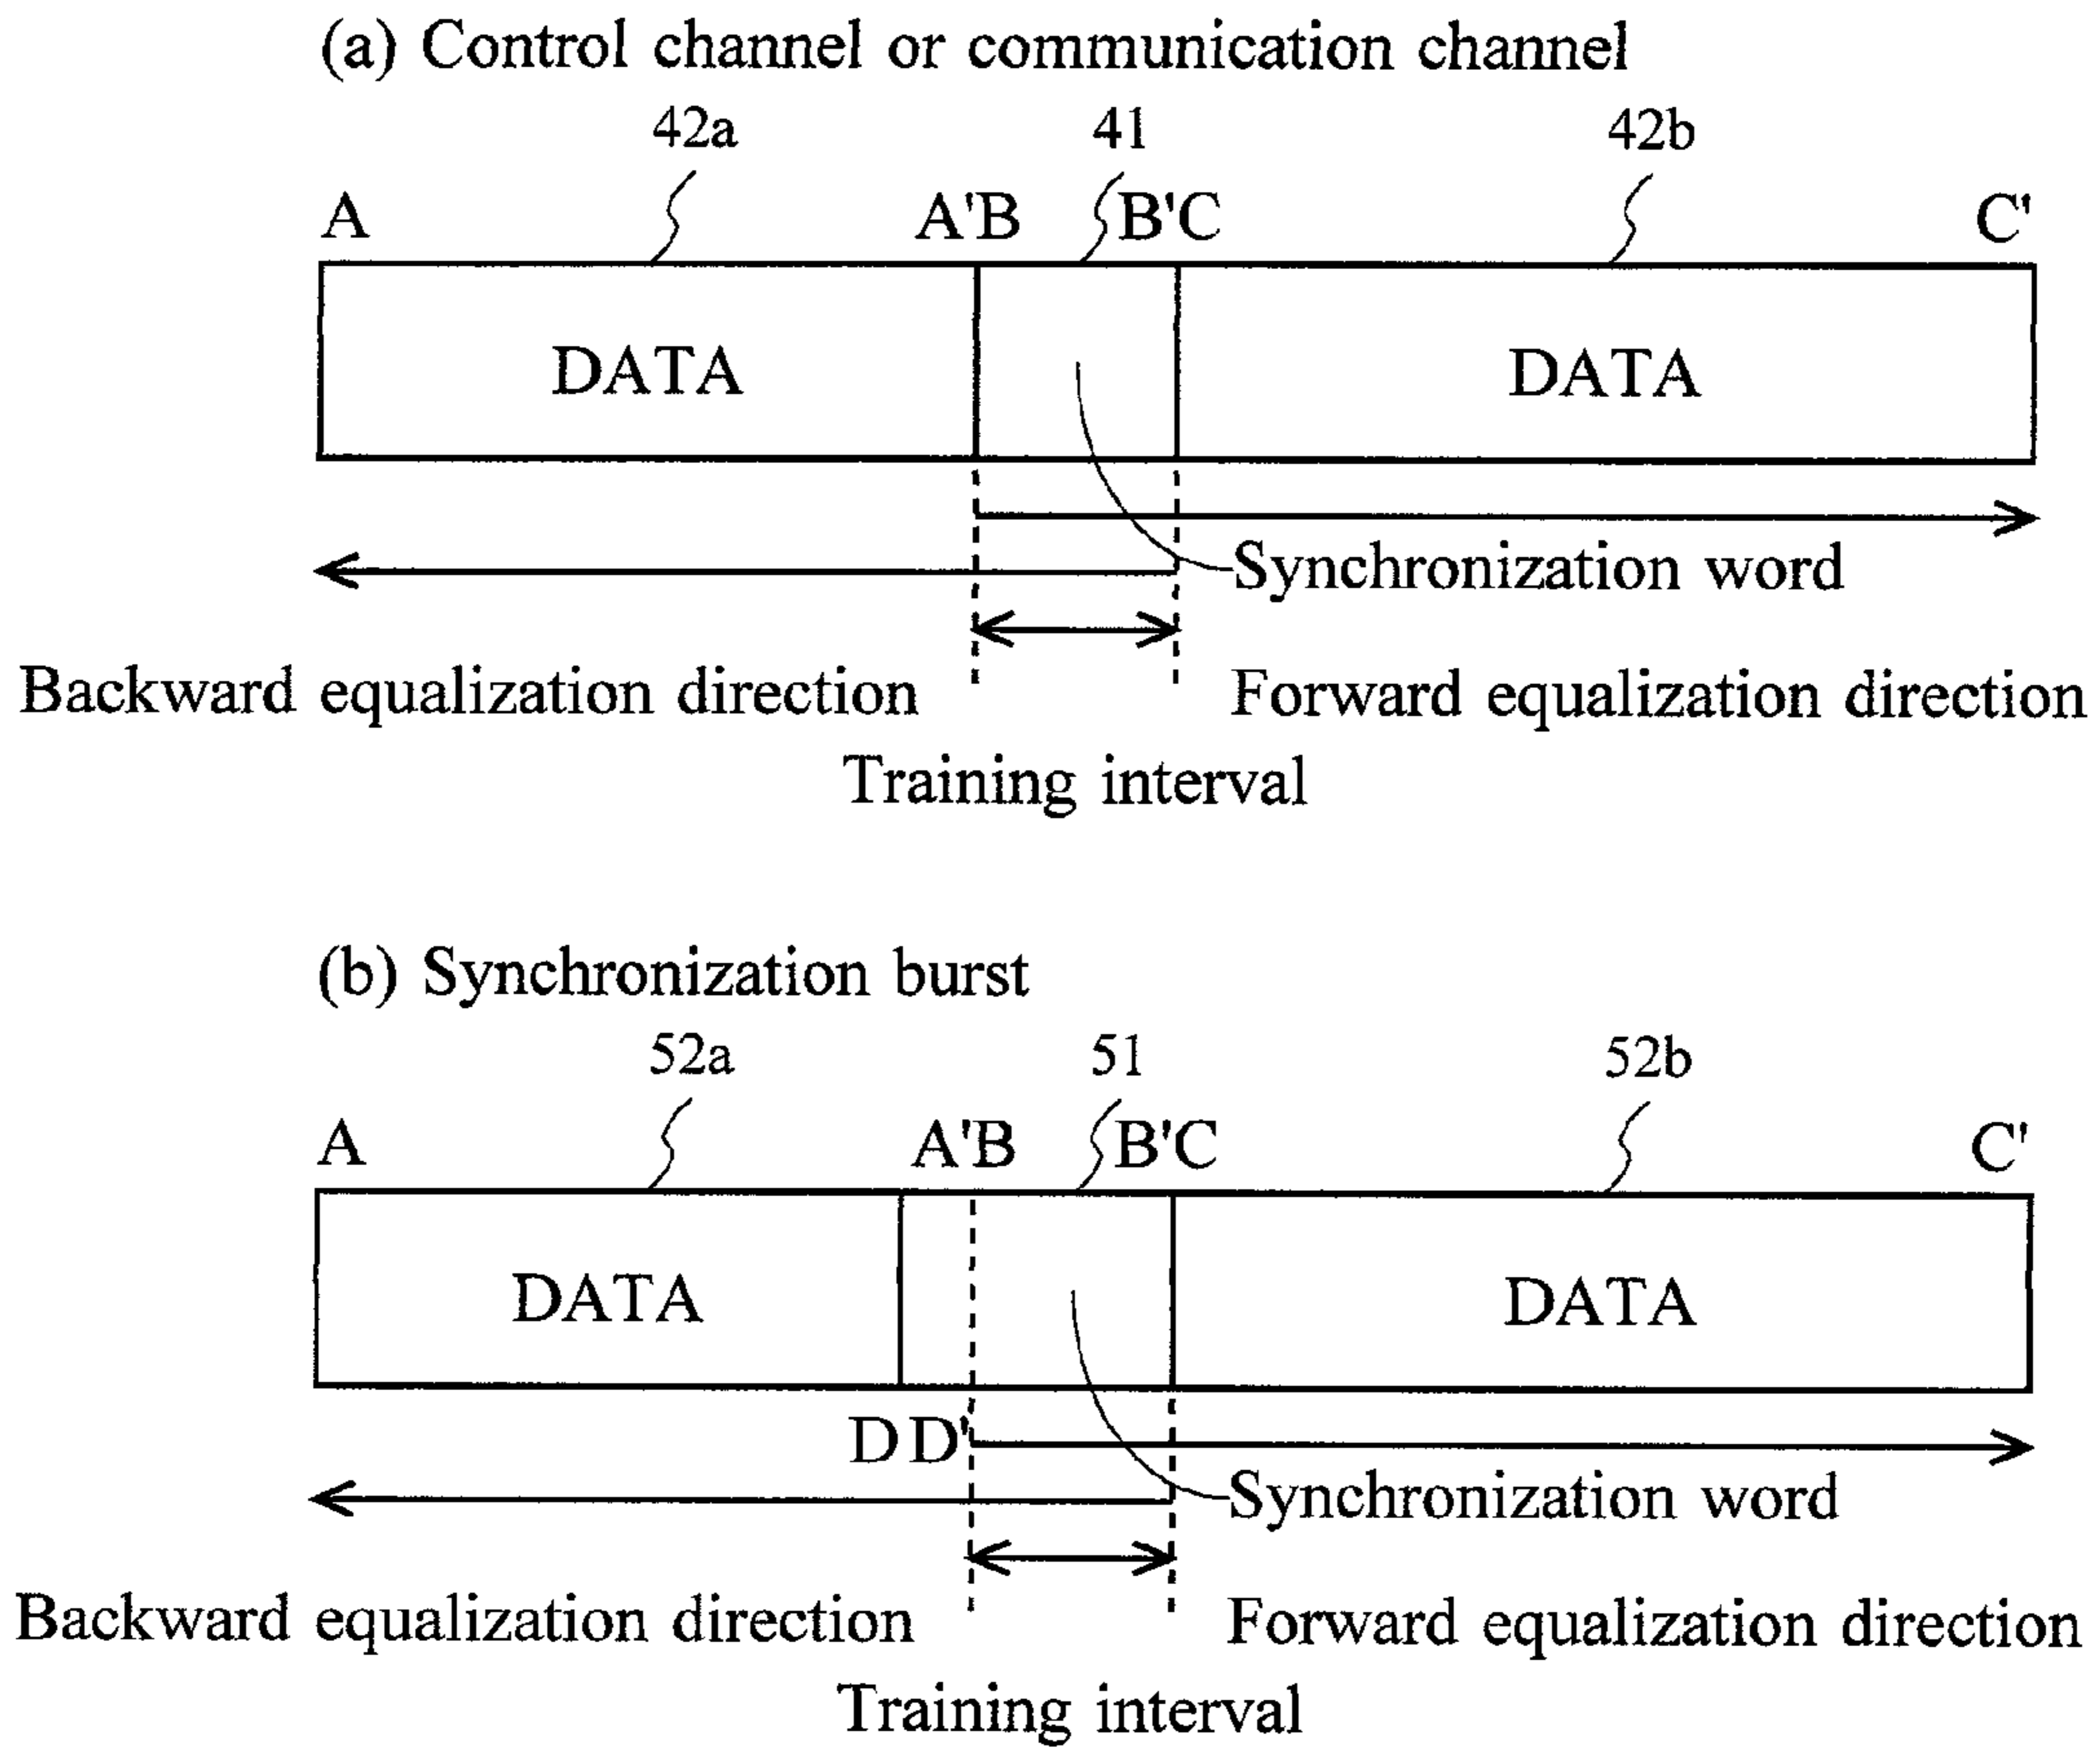 (a) Control channel or communication channel
42a 41 42b
A A'B B'C C'
DATA DATA
Synchronization word
Backward equalization direction Forward equalization direction
Training interval
(b) Synchronization burst
52a 51 52b
A A'B B'C C'
DATA DATA
D D'
Synchronization word
Backward equalization direction Forward equalization direction
Training interval